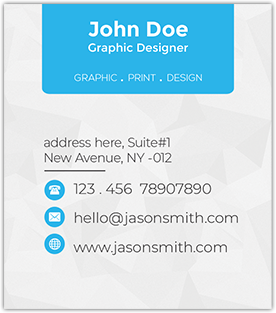 John Doe
Graphic Designer
GRAPHIC . PRINT . DESIGN
address here, Suite#1
New Avenue, NY -012
123 . 456 78907890
hello@jasonsmith.com
www.jasonsmith.com